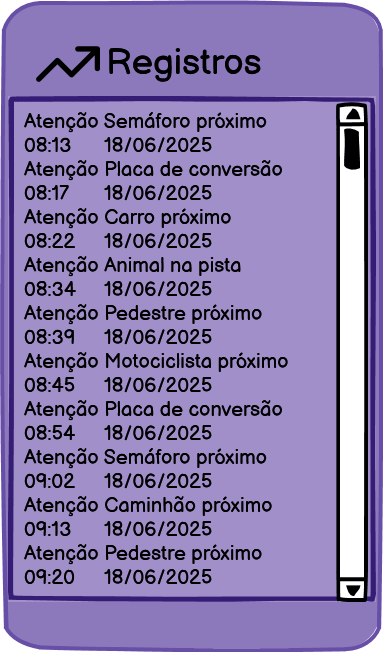 Registros
Atenção Semáforo próximo
08:13 18/06/2025
Atenção Placa de conversão
08:17 18/06/2025
Atenção Carro próximo
08:22 18/06/2025
Atenção Animal na pista
08:34 18/06/2025
Atenção Pedestre próximo
08:39 18/06/2025
Atenção Motociclista próximo
08:45 18/06/2025
Atenção Placa de conversão
08:54 18/06/2025
Atenção Semáforo próximo
09:02 18/06/2025
Atenção Caminhão próximo
09:13 18/06/2025
Atenção Pedestre próximo
09:20 18/06/2025